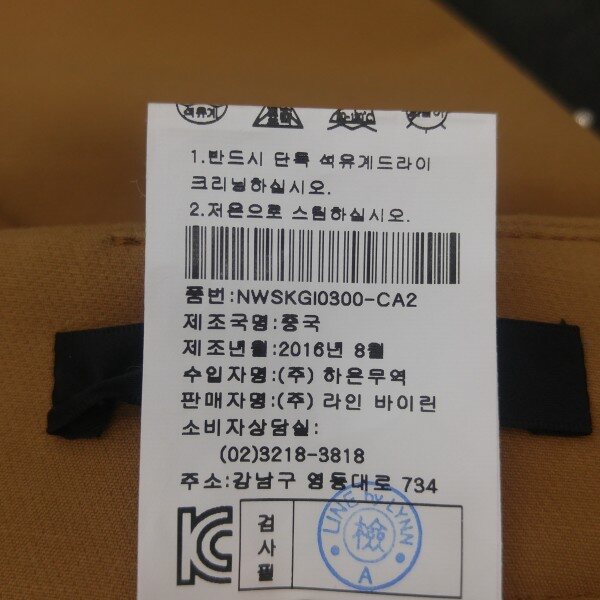 석유계
1.반드시 단독 석유계드라이
크리닝하십시오.
2.저온으로 스팀하십시오.
품번:NWSKGI0300-CA2
제조국명:중국
제조년월:2016년 8월
수입자명:(주) 하은무역
판매자명:(주) 라인 바이린
소비자상담실:
(02)3218-3818
주소:강남구 영동대로 734
검사필
LINE by LYNN
檢
A